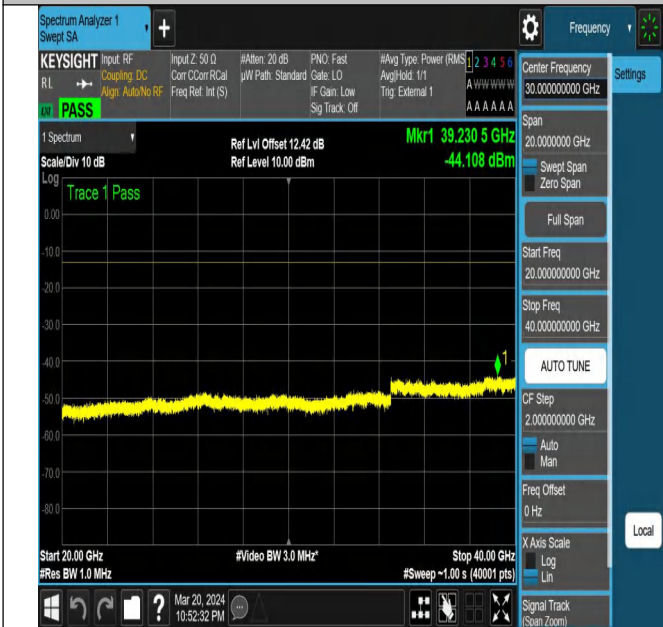 Spectrum Analyzer 1
Swept SA
+
Frequency
KEYSIGHT
RL
PASS
Input: RF
Coupling: DC
Align: Auto/No RF
Input Z: 50 Ω
Corr CCorr RCal
Freq Ref: Int (S)
#Atten: 20 dB
µW Path: Standard
PNO: Fast
Gate: LO
IF Gain: Low
Sig Track: Off
#Avg Type: Power (RMS
Avg|Hold: 1/1
Trig: External 1
1 2 3 4 5 6
A W W W W W
A A A A A A
1 Spectrum
Scale/Div 10 dB
Log
Ref Lvl Offset 12.42 dB
Ref Level 10.00 dBm
Mkr1 39.230 5 GHz
-44.108 dBm
Trace 1 Pass
0.00
-10.0
-20.0
-30.0
-40.0
-50.0
-60.0
-70.0
-80.0
1
Start 20.00 GHz
#Res BW 1.0 MHz
#Video BW 3.0 MHz*
Stop 40.00 GHz
#Sweep ~1.00 s (40001 pts)
Center Frequency
30.000000000 GHz
Settings
Span
20.0000000 GHz
Swept Span
Zero Span
Full Span
Start Freq
20.000000000 GHz
Stop Freq
40.000000000 GHz
AUTO TUNE
CF Step
2.000000000 GHz
Auto
Man
Freq Offset
0 Hz
X Axis Scale
Log
Lin
Local
Signal Track
(Span Zoom)
?
Mar 20, 2024
10:52:32 PM